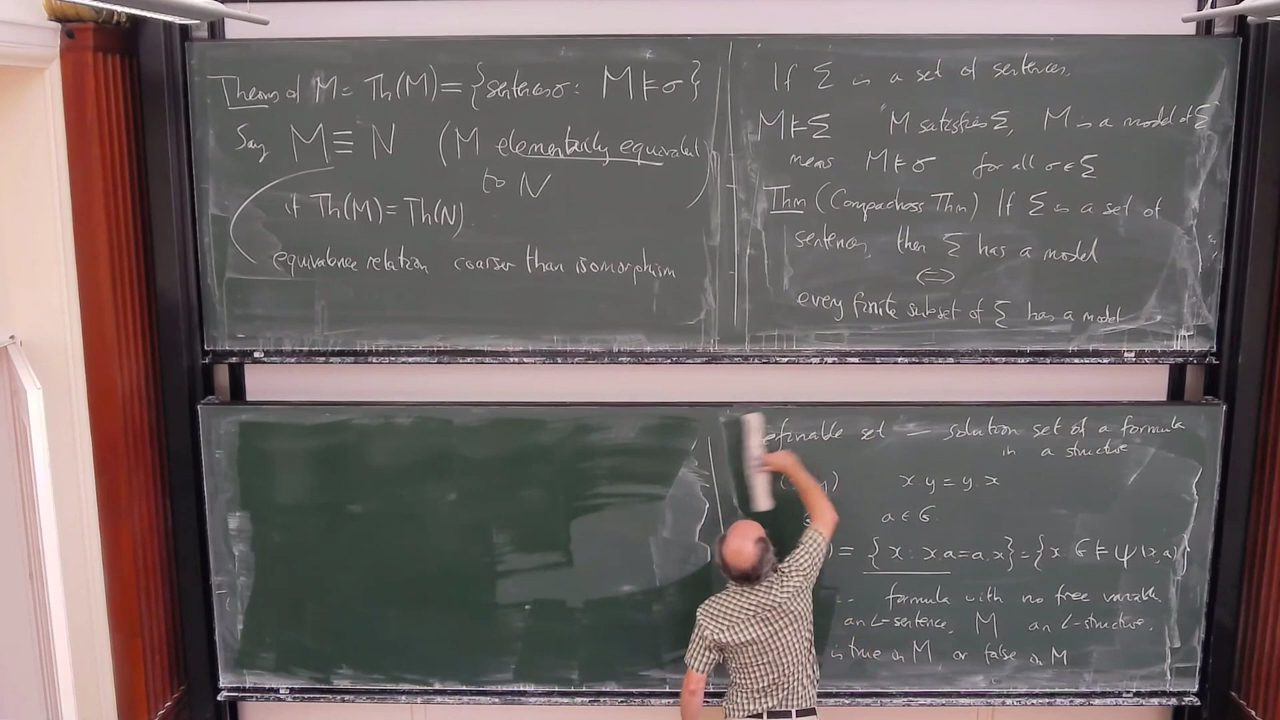 Theory of M = Th(M) = {sentences σ : M ⊨ σ}
Say M ≡ N (M elementarily equivalent
to N)
if Th(M) = Th(N)
equivalence relation coarser than isomorphism
If Σ is a set of sentences.
M ⊨ Σ "M satisfies Σ, M is a model of Σ"
means M ⊨ σ for all σ ∈ Σ
Thm (Compactness Thm) If Σ is a set of
sentences, then Σ has a model
⟺
every finite subset of Σ has a model
efinable set — solution set of a formula
in a structure
y) x.y = y.x
a ∈ G
) = {x : xa = a.x} = {x G ⊨ ψ(x,a)}
formula with no free variable
an L-sentence, M an L-structure.
is true in M or false in M